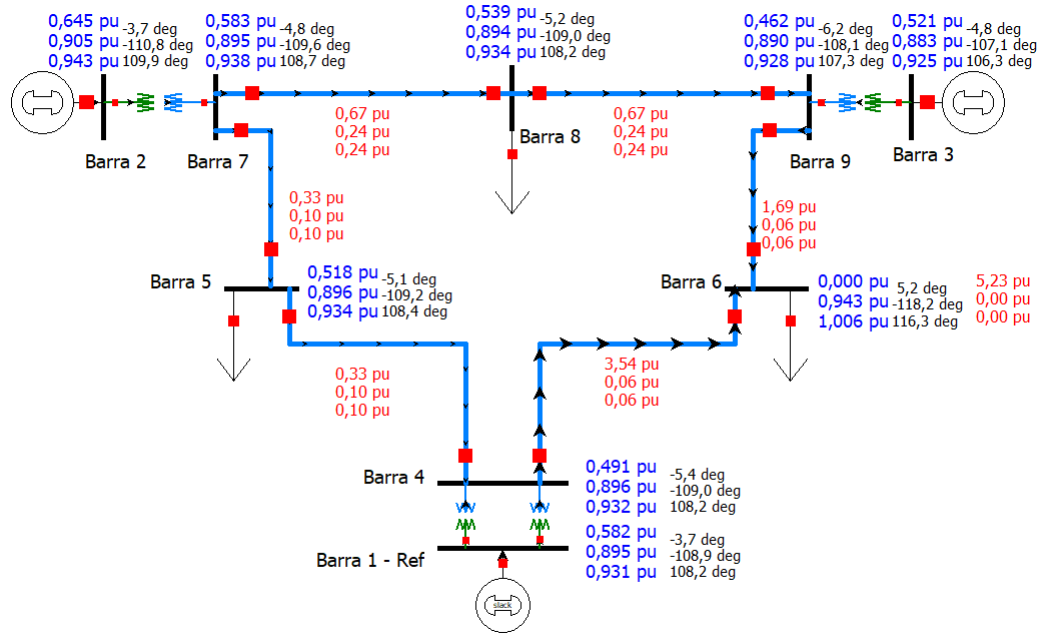 0,645 pu -3,7 deg
0,905 pu -110,8 deg
0,943 pu 109,9 deg
0,583 pu -4,8 deg
0,895 pu -109,6 deg
0,938 pu 108,7 deg
0,539 pu -5,2 deg
0,894 pu -109,0 deg
0,934 pu 108,2 deg
0,462 pu -6,2 deg
0,890 pu -108,1 deg
0,928 pu 107,3 deg
0,521 pu -4,8 deg
0,883 pu -107,1 deg
0,925 pu 106,3 deg
Barra 2
Barra 7
Barra 8
Barra 9
Barra 3
0,67 pu
0,24 pu
0,24 pu
0,67 pu
0,24 pu
0,24 pu
0,33 pu
0,10 pu
0,10 pu
1,69 pu
0,06 pu
0,06 pu
Barra 5
0,518 pu -5,1 deg
0,896 pu -109,2 deg
0,934 pu 108,4 deg
Barra 6
0,000 pu 5,2 deg
0,943 pu -118,2 deg
1,006 pu 116,3 deg
5,23 pu
0,00 pu
0,00 pu
0,33 pu
0,10 pu
0,10 pu
3,54 pu
0,06 pu
0,06 pu
Barra 4
0,491 pu -5,4 deg
0,896 pu -109,0 deg
0,932 pu 108,2 deg
Barra 1 - Ref
0,582 pu -3,7 deg
0,895 pu -108,9 deg
0,931 pu 108,2 deg
slack